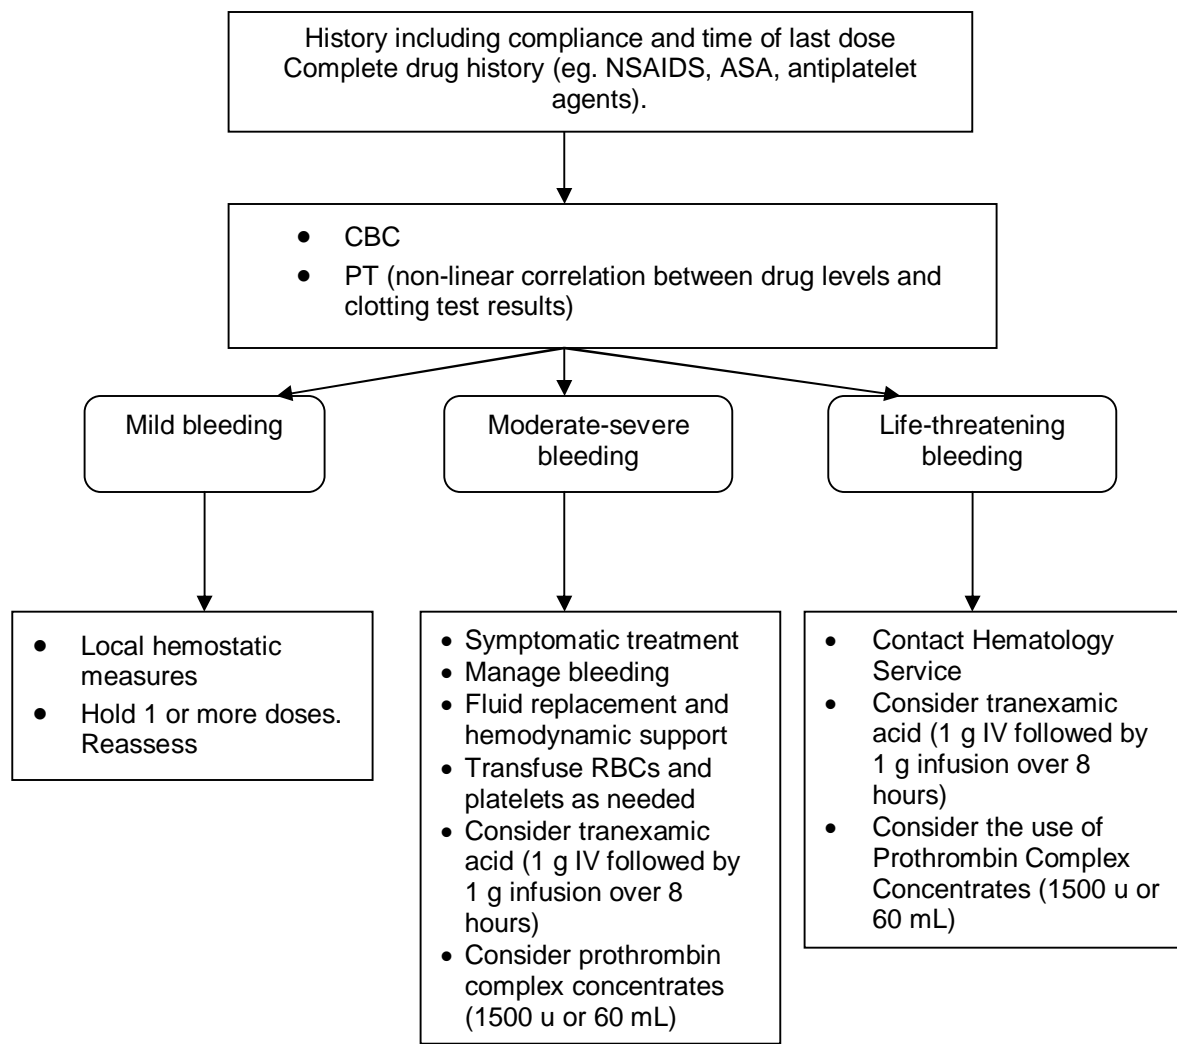 History including compliance and time of last dose
Complete drug history (eg. NSAIDS, ASA, antiplatelet
agents).
• CBC
• PT (non-linear correlation between drug levels and
clotting test results)
Mild bleeding
Moderate-severe
bleeding
Life-threatening
bleeding
• Local hemostatic
measures
• Hold 1 or more doses.
Reassess
• Symptomatic treatment
• Manage bleeding
• Fluid replacement and
hemodynamic support
• Transfuse RBCs and
platelets as needed
• Consider tranexamic
acid (1 g IV followed by
1 g infusion over 8
hours)
• Consider prothrombin
complex concentrates
(1500 u or 60 mL)
• Contact Hematology
Service
• Consider tranexamic
acid (1 g IV followed by
1 g infusion over 8
hours)
• Consider the use of
Prothrombin Complex
Concentrates (1500 u or
60 mL)